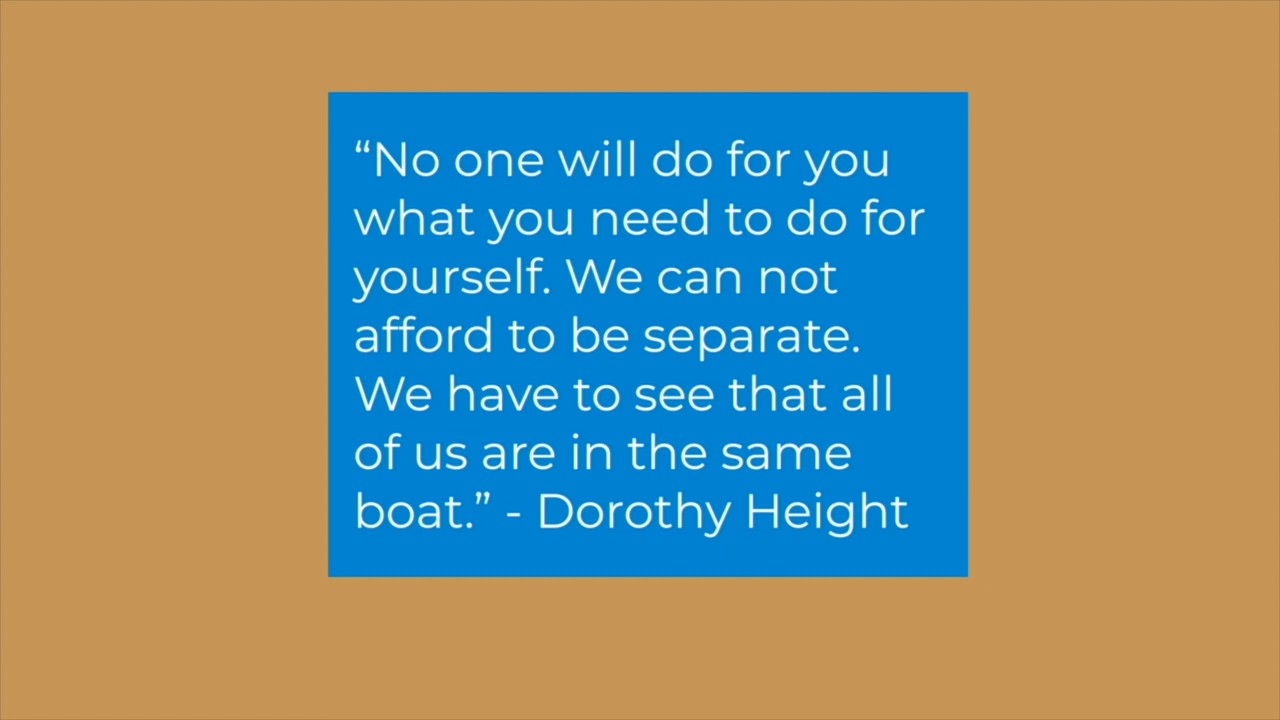 “No one will do for you
what you need to do for
yourself. We can not
afford to be separate.
We have to see that all
of us are in the same
boat.” - Dorothy Height